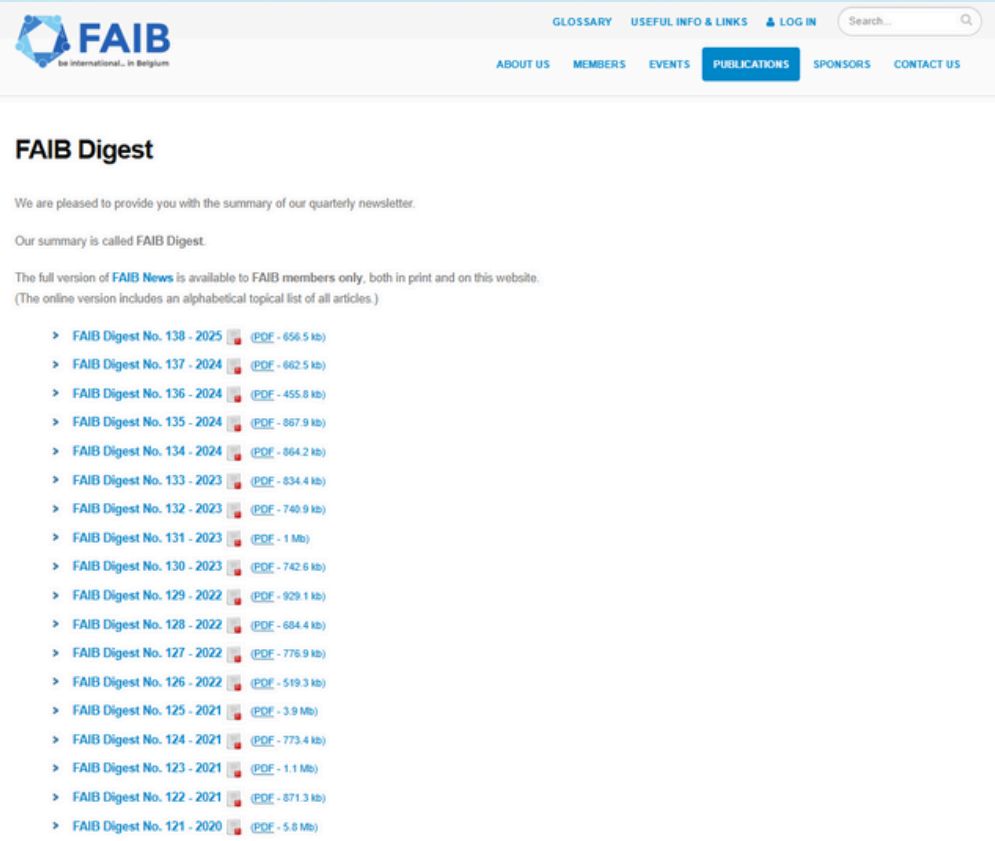 GLOSSARY USEFUL INFO & LINKS LOG IN Search...
FAIB
be international... in Belgium
ABOUT US MEMBERS EVENTS PUBLICATIONS SPONSORS CONTACT US
FAIB Digest
We are pleased to provide you with the summary of our quarterly newsletter.
Our summary is called FAIB Digest.
The full version of FAIB News is available to FAIB members only, both in print and on this website.
(The online version includes an alphabetical topical list of all articles.)
FAIB Digest No. 138 - 2025 (PDF - 656.5 kb)
FAIB Digest No. 137 - 2024 (PDF - 662.5 kb)
FAIB Digest No. 136 - 2024 (PDF - 455.8 kb)
FAIB Digest No. 135 - 2024 (PDF - 867.9 kb)
FAIB Digest No. 134 - 2024 (PDF - 864.2 kb)
FAIB Digest No. 133 - 2023 (PDF - 834.4 kb)
FAIB Digest No. 132 - 2023 (PDF - 740.9 kb)
FAIB Digest No. 131 - 2023 (PDF - 1 Mb)
FAIB Digest No. 130 - 2023 (PDF - 742.6 kb)
FAIB Digest No. 129 - 2022 (PDF - 929.1 kb)
FAIB Digest No. 128 - 2022 (PDF - 684.4 kb)
FAIB Digest No. 127 - 2022 (PDF - 776.9 kb)
FAIB Digest No. 126 - 2022 (PDF - 519.3 kb)
FAIB Digest No. 125 - 2021 (PDF - 3.9 Mb)
FAIB Digest No. 124 - 2021 (PDF - 773.4 kb)
FAIB Digest No. 123 - 2021 (PDF - 1.1 Mb)
FAIB Digest No. 122 - 2021 (PDF - 871.3 kb)
FAIB Digest No. 121 - 2020 (PDF - 5.8 Mb)